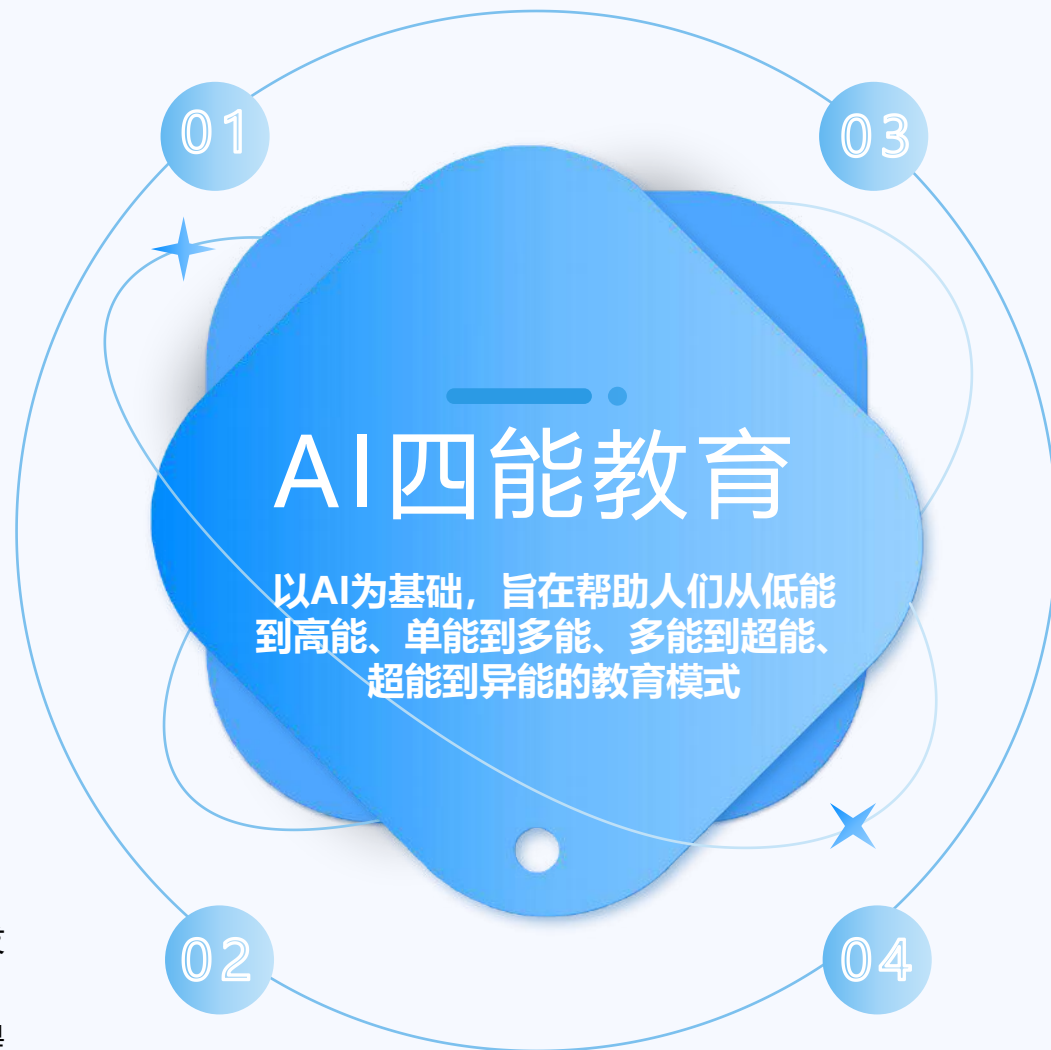 01
03
AI四能教育
以AI为基础，旨在帮助人们从低能
到高能、单能到多能、多能到超能、
超能到异能的教育模式
02
04